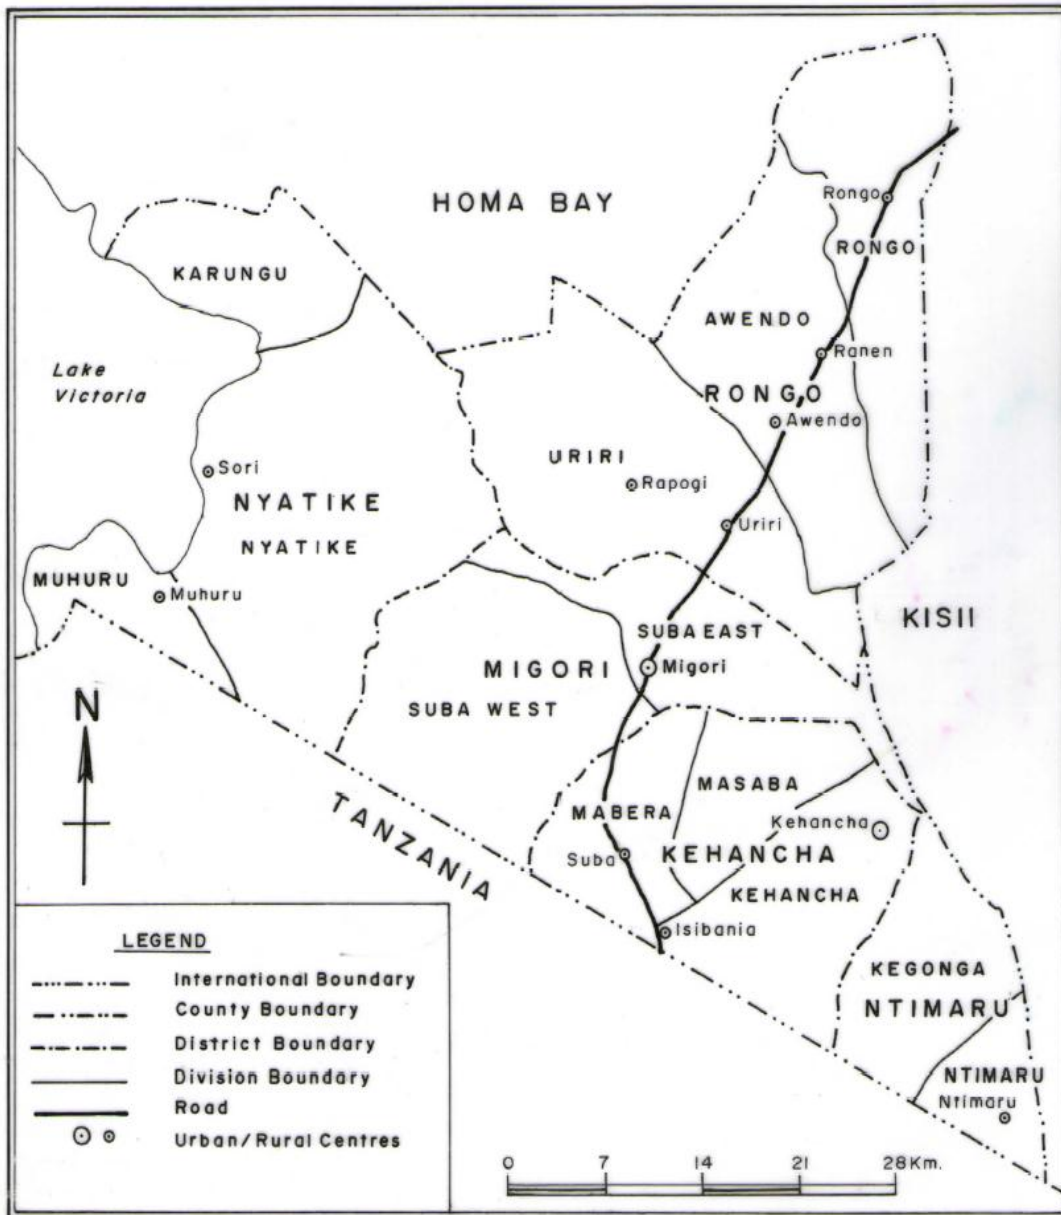 HOMA BAY
Rongo
RONGO
KARUNGU
AWENDO
Ranen
Lake
Victoria
RONGO
Awendo
URIRI
Sori
Rapogi
NYATIKE
Uriri
NYATIKE
MUHURU
Muhuru
KISII
SUBA EAST
MIGORI
Migori
N
SUBA WEST
MASABA
MABERA
Kehancha
TANZANIA
Suba
KEHANCHA
KEHANCHA
Isibania
LEGEND
International Boundary
County Boundary
District Boundary
Division Boundary
Road
Urban/Rural Centres
KEGONGA
NTIMARU
NTIMARU
Ntimaru
0 7 14 21 28Km.